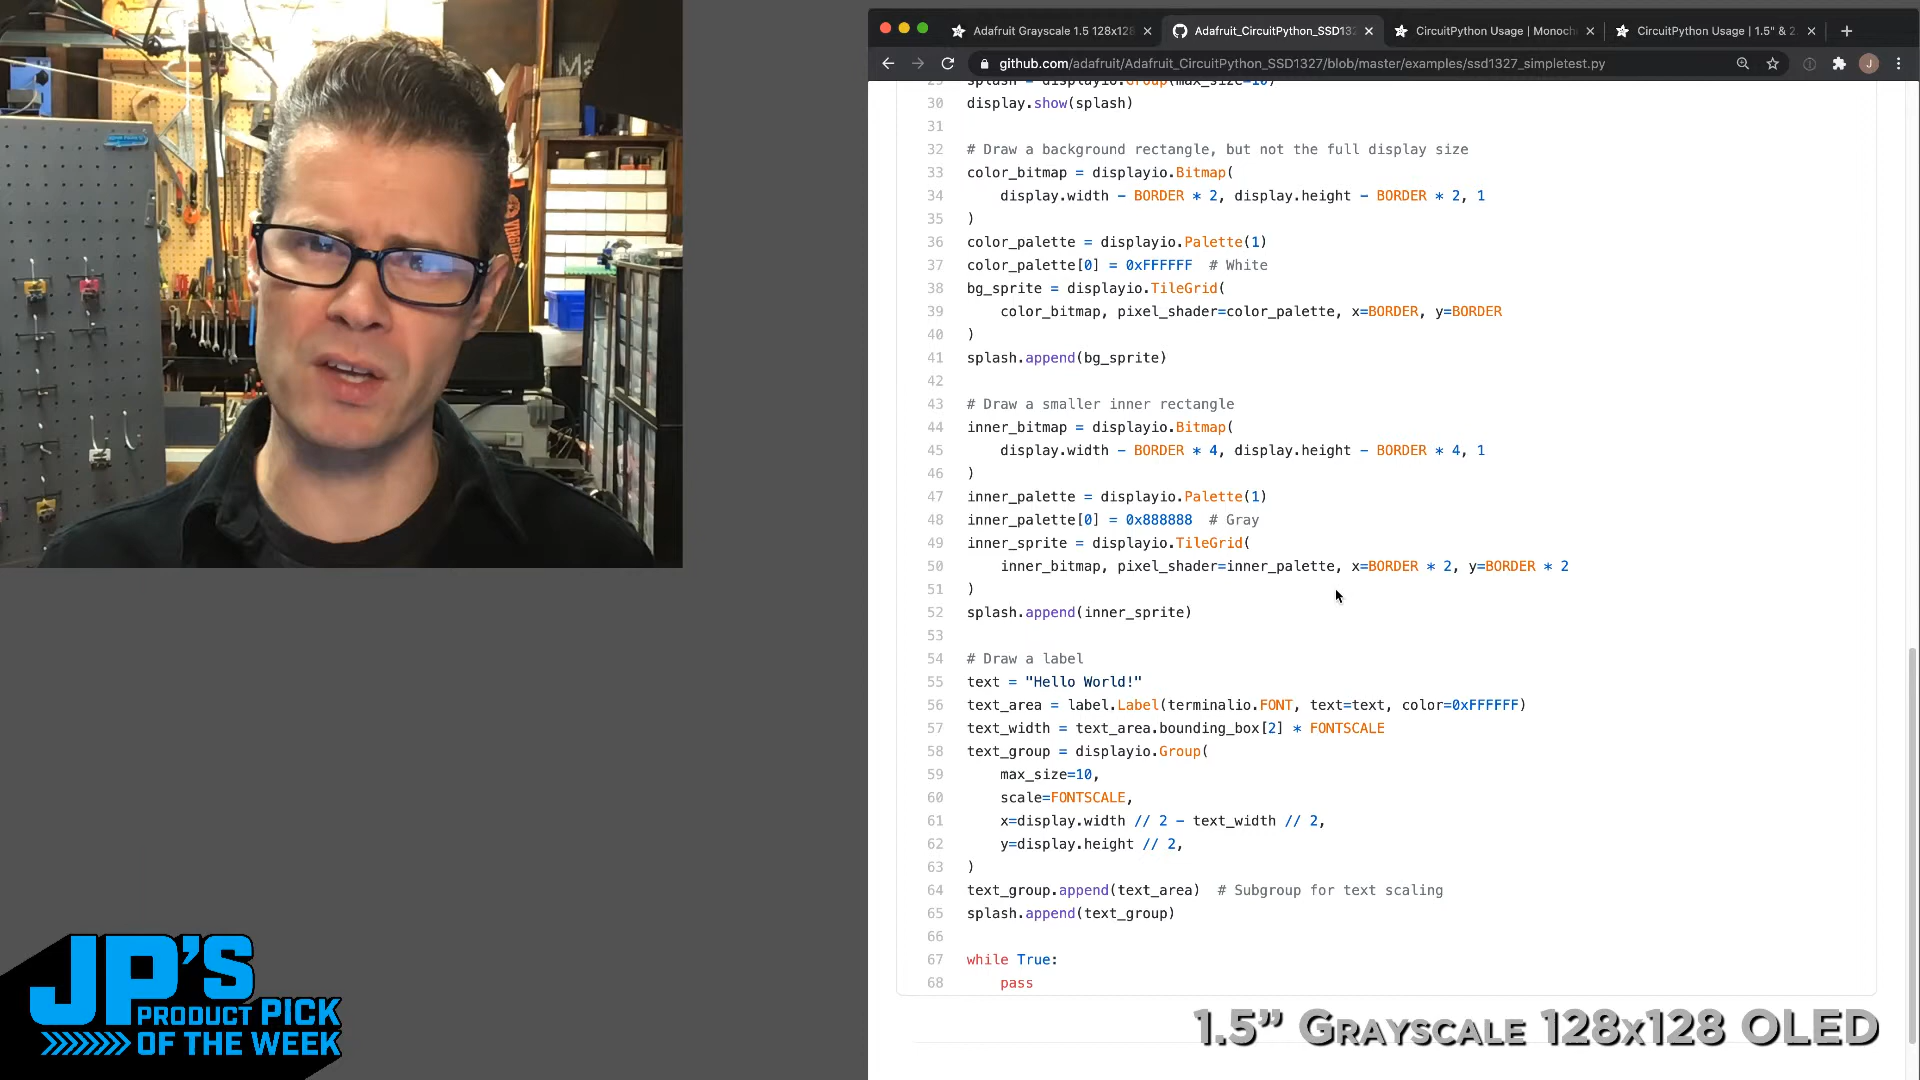 Adafruit Grayscale 1.5 128x128
Adafruit_CircuitPython_SSD132
CircuitPython Usage | Monoch
CircuitPython Usage | 1.5" & 2
github.com/adafruit/Adafruit_CircuitPython_SSD1327/blob/master/examples/ssd1327_simpletest.py
J
29 splash = displayio.Group(max_size=10)
30 display.show(splash)
31
32 # Draw a background rectangle, but not the full display size
33 color_bitmap = displayio.Bitmap(
34 display.width - BORDER * 2, display.height - BORDER * 2, 1
35 )
36 color_palette = displayio.Palette(1)
37 color_palette[0] = 0xFFFFFF # White
38 bg_sprite = displayio.TileGrid(
39 color_bitmap, pixel_shader=color_palette, x=BORDER, y=BORDER
40 )
41 splash.append(bg_sprite)
42
43 # Draw a smaller inner rectangle
44 inner_bitmap = displayio.Bitmap(
45 display.width - BORDER * 4, display.height - BORDER * 4, 1
46 )
47 inner_palette = displayio.Palette(1)
48 inner_palette[0] = 0x888888 # Gray
49 inner_sprite = displayio.TileGrid(
50 inner_bitmap, pixel_shader=inner_palette, x=BORDER * 2, y=BORDER * 2
51 )
52 splash.append(inner_sprite)
53
54 # Draw a label
55 text = "Hello World!"
56 text_area = label.Label(terminalio.FONT, text=text, color=0xFFFFFF)
57 text_width = text_area.bounding_box[2] * FONTSCALE
58 text_group = displayio.Group(
59 max_size=10,
60 scale=FONTSCALE,
61 x=display.width // 2 - text_width // 2,
62 y=display.height // 2,
63 )
64 text_group.append(text_area) # Subgroup for text scaling
65 splash.append(text_group)
66
67 while True:
68 pass
JP'S
PRODUCT PICK
OF THE WEEK
1.5” GRAYSCALE 128X128 OLED